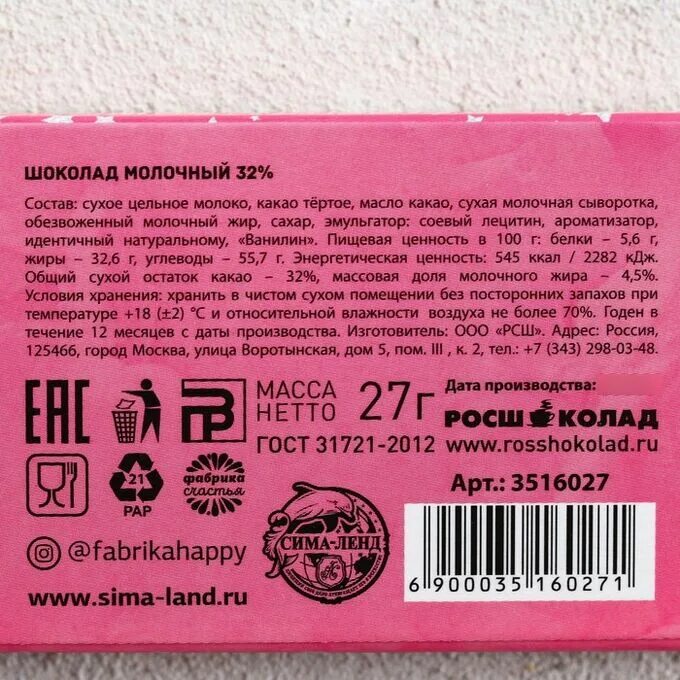 ШОКОЛАД МОЛОЧНЫЙ 32%
Состав: сухое цельное молоко, какао тёртое, масло какао, сухая молочная сыворотка,
обезвоженный молочный жир, сахар, эмульгатор: соевый лецитин, ароматизатор,
идентичный натуральному, «Ванилин». Пищевая ценность в 100 г: белки – 5,6 г,
жиры – 32,6 г, углеводы – 55,7 г. Энергетическая ценность: 545 ккал / 2282 кДж.
Общий сухой остаток какао – 32%, массовая доля молочного жира – 4,5%.
Условия хранения: хранить в чистом сухом помещении без посторонних запахов при
температуре +18 (±2) °С и относительной влажности воздуха не более 70%. Годен в
течение 12 месяцев с даты производства. Изготовитель: ООО «РСШ». Адрес: Россия,
125466, город Москва, улица Воротынская, дом 5, пом. III , к. 2, тел.: +7 (343) 298-03-48.
ЕАС
МАССА
НЕТТО
27г
ГОСТ 31721-2012
Дата производства:
РОСШОКОЛАД
www.rosshokolad.ru
Арт.: 3516027
21
PAP
фабрика
счастья
СИМА-ЛЕНД
@fabrikahappy
www.sima-land.ru
6 900035 160271